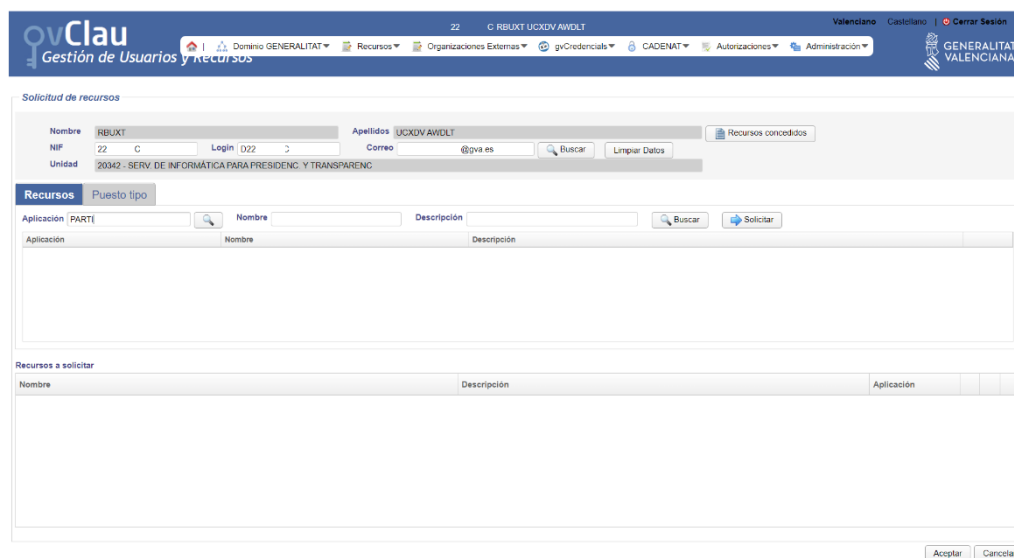 22 C RBUXT UCXDV AWDLT
Valenciano Castellano | Cerrar Sesión
ovClau
Gestión de Usuarios y Recursos
Dominio GENERALITAT Recursos Organizaciones Externas gvCredencials CADENAT Autorizaciones Administración
GENERALITAT
VALENCIANA
Solicitud de recursos
Nombre RBUXT Apellidos UCXDV AWDLT Recursos concedidos
NIF 22 C Login D22 Correo @gva.es Buscar Limpiar Datos
Unidad 20342 - SERV. DE INFORMÁTICA PARA PRESIDENC. Y TRANSPARENC
Recursos Puesto tipo
Aplicación PARTI Nombre Descripción Buscar Solicitar
Aplicación Nombre Descripción
Recursos a solicitar
Nombre Descripción Aplicación
Aceptar Cancela